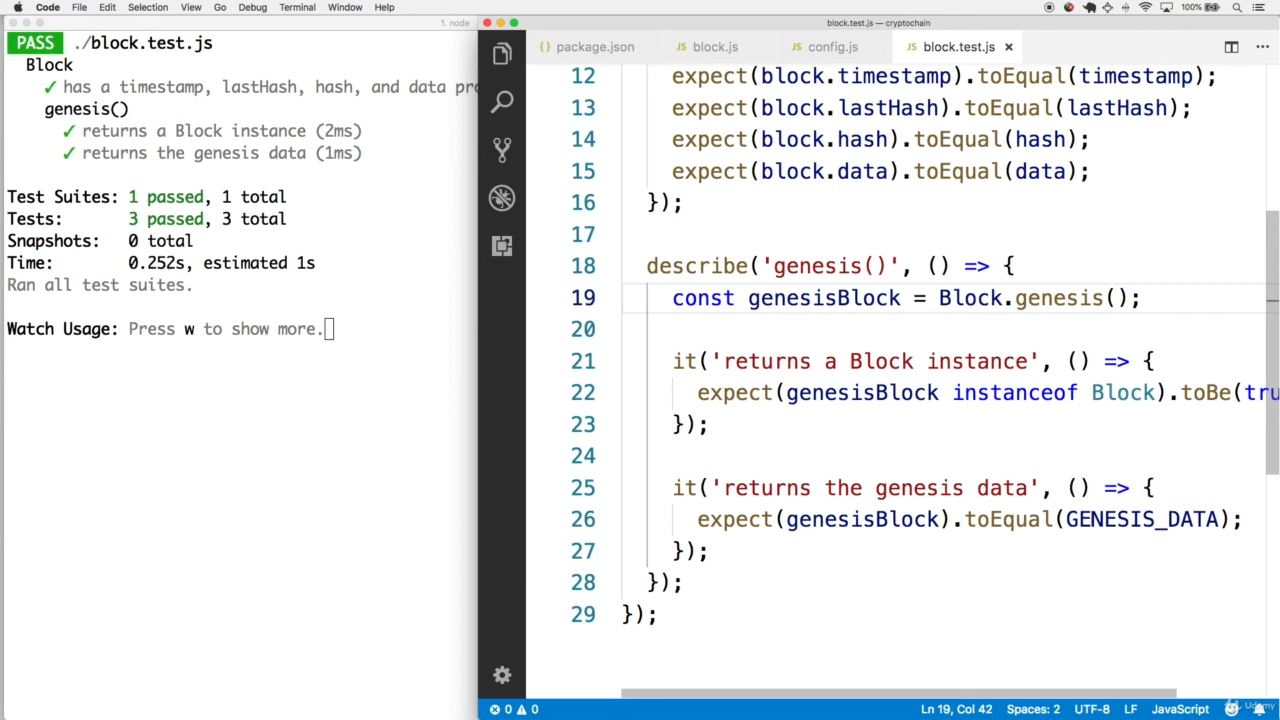 Code File Edit Selection View Go Debug Terminal Window Help 100%
1. node
block.test.js — cryptochain
PASS ./block.test.js
Block
✓ has a timestamp, lastHash, hash, and data pro
genesis()
✓ returns a Block instance (2ms)
✓ returns the genesis data (1ms)
Test Suites: 1 passed, 1 total
Tests: 3 passed, 3 total
Snapshots: 0 total
Time: 0.252s, estimated 1s
Ran all test suites.
Watch Usage: Press w to show more.
{} package.json JS block.js JS config.js JS block.test.js ×
12 expect(block.timestamp).toEqual(timestamp);
13 expect(block.lastHash).toEqual(lastHash);
14 expect(block.hash).toEqual(hash);
15 expect(block.data).toEqual(data);
16 });
17
18 describe('genesis()', () => {
19 const genesisBlock = Block.genesis();
20
21 it('returns a Block instance', () => {
22 expect(genesisBlock instanceof Block).toBe(tru
23 });
24
25 it('returns the genesis data', () => {
26 expect(genesisBlock).toEqual(GENESIS_DATA);
27 });
28 });
29 });
0 0 Ln 19, Col 42 Spaces: 2 UTF-8 LF JavaScript
Udemy